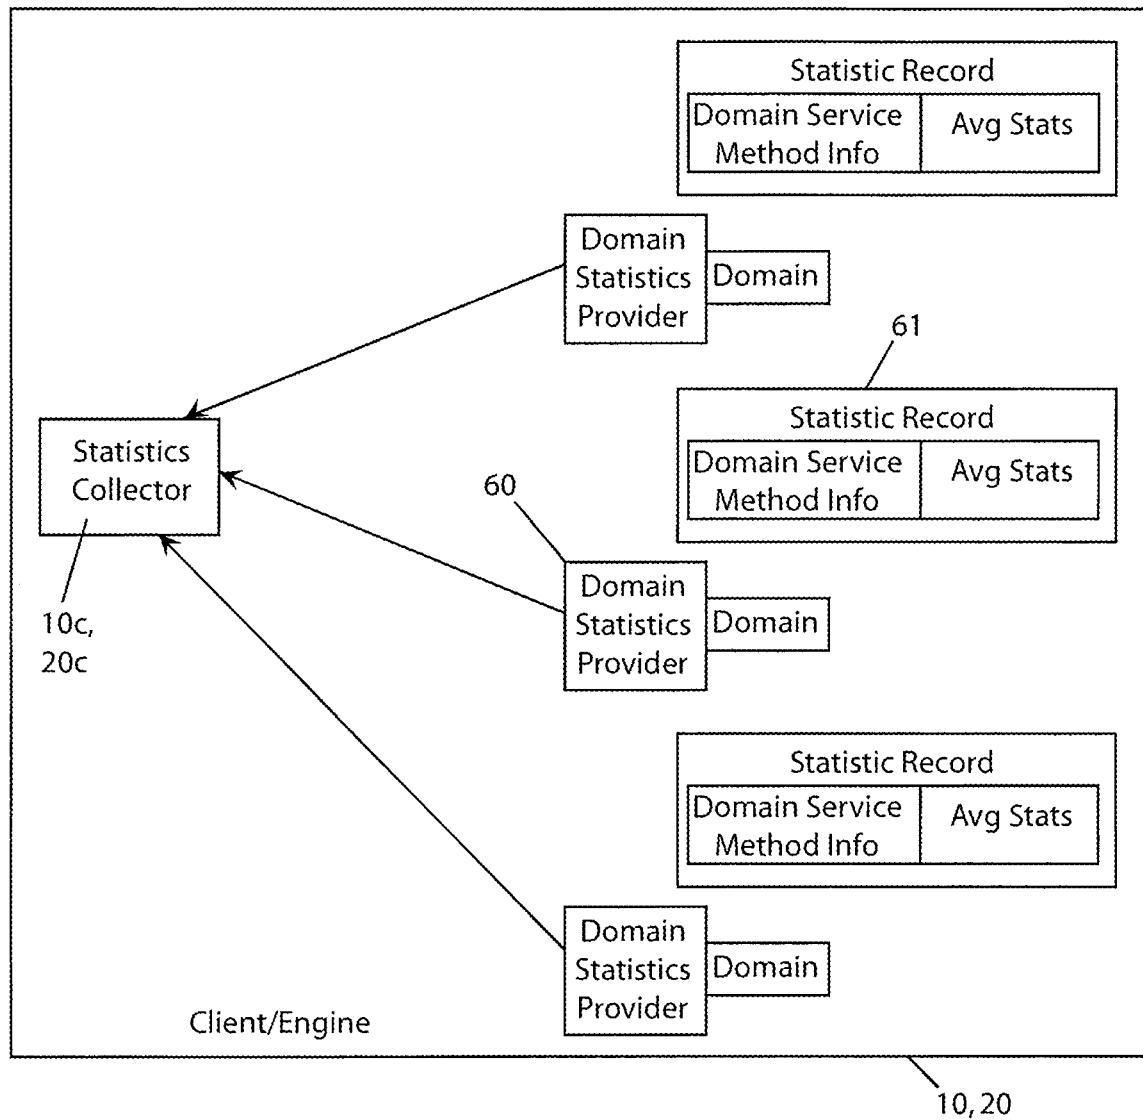 Statistic Record
Domain Service
Method Info
Avg Stats
Domain
Statistics
Provider
Domain
61
Statistic Record
Domain Service
Method Info
Avg Stats
Statistics
Collector
10c,
20c
60
Domain
Statistics
Provider
Domain
Statistic Record
Domain Service
Method Info
Avg Stats
Domain
Statistics
Provider
Domain
Client/Engine
10, 20